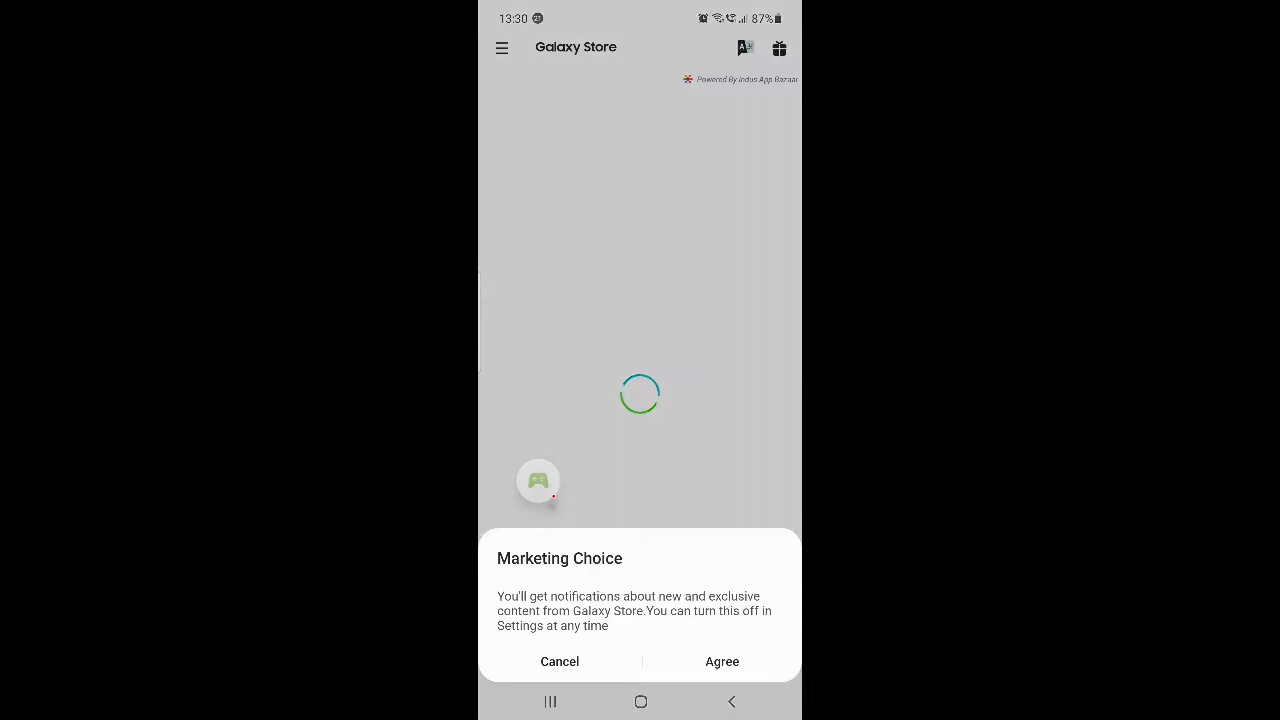 13:30 21 87%
Galaxy Store
Powered By Indus App Bazaar
Marketing Choice
You'll get notifications about new and exclusive
content from Galaxy Store.You can turn this off in
Settings at any time
Cancel Agree